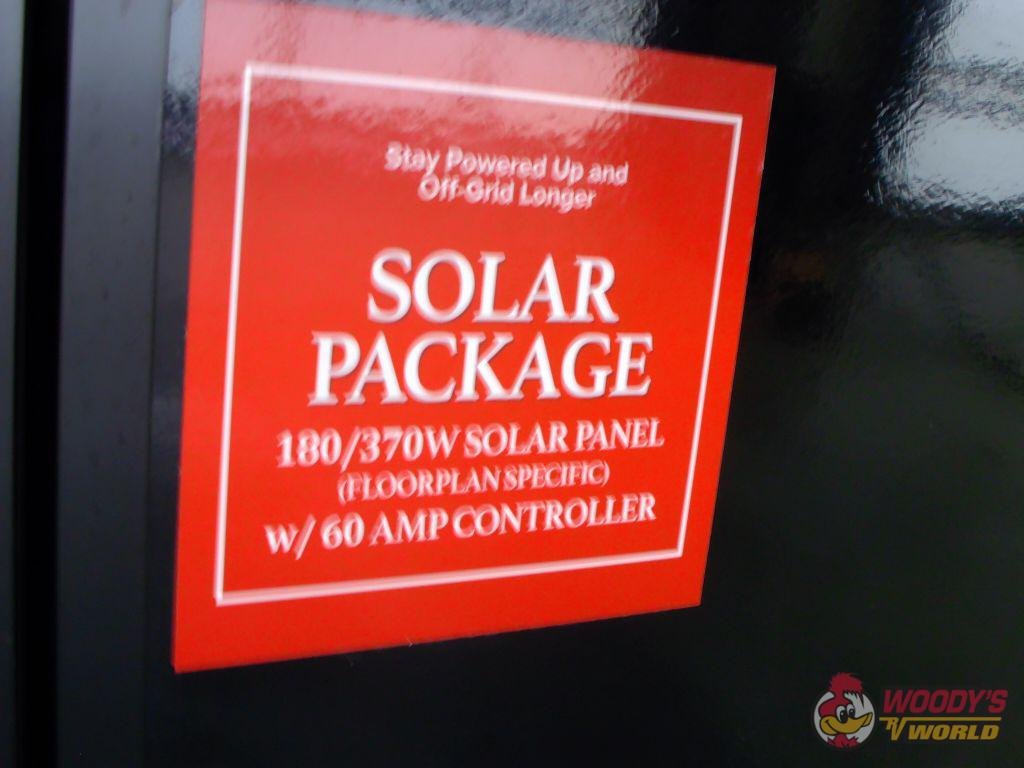 Stay Powered Up and
Off-Grid Longer
SOLAR
PACKAGE
180/370W SOLAR PANEL
(FLOORPLAN SPECIFIC)
w/ 60 AMP CONTROLLER
WOODY'S
RV WORLD